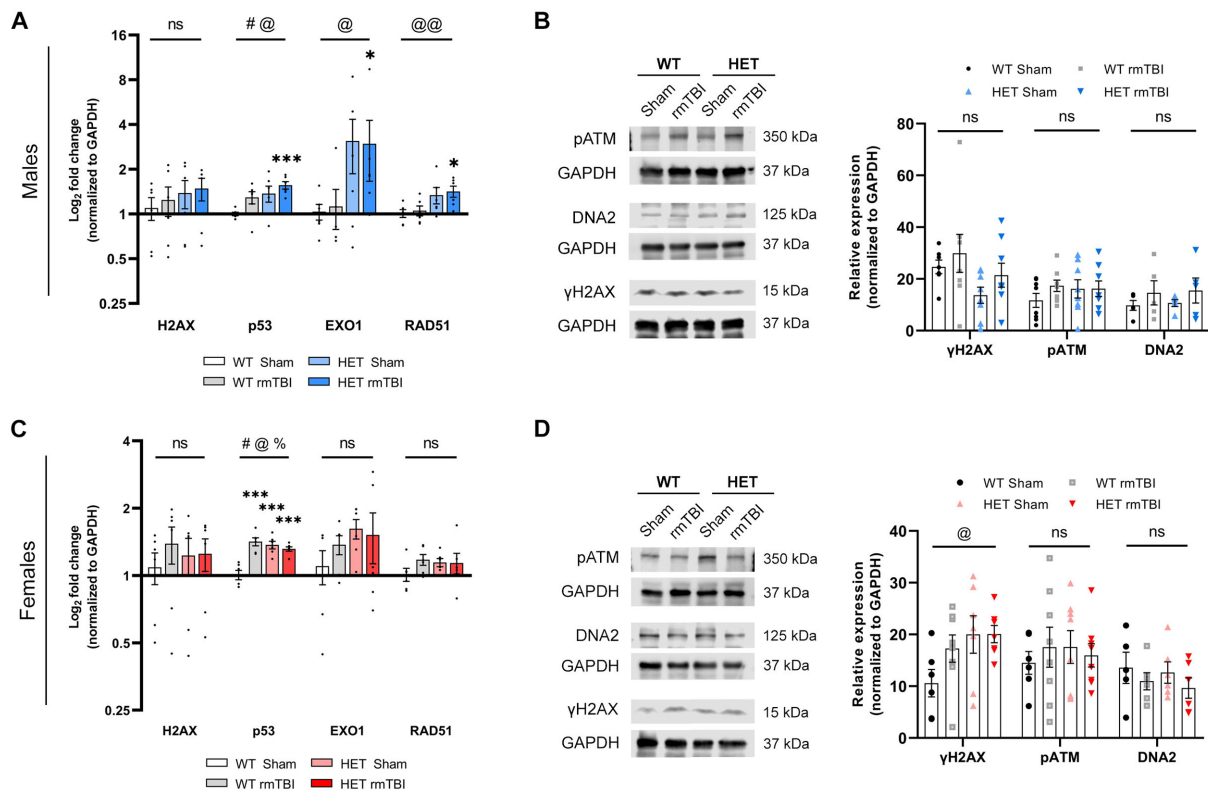 A
Males
Log2 fold change
(normalized to GAPDH)
16
8
4
2
1
0.5
0.25
ns
# @
@
@@
***
*
*
H2AX
p53
EXO1
RAD51
WT Sham
HET Sham
WT rmTBI
HET rmTBI
B
WT
HET
Sham
rmTBI
Sham
rmTBI
pATM
350 kDa
GAPDH
37 kDa
DNA2
125 kDa
GAPDH
37 kDa
γH2AX
15 kDa
GAPDH
37 kDa
WT Sham
WT rmTBI
HET Sham
HET rmTBI
Relative expression
(normalized to GAPDH)
80
60
40
20
0
ns
ns
ns
γH2AX
pATM
DNA2
C
Females
Log2 fold change
(normalized to GAPDH)
4
2
1
0.5
0.25
ns
# @ %
ns
ns
***
***
***
H2AX
p53
EXO1
RAD51
WT Sham
HET Sham
WT rmTBI
HET rmTBI
D
WT
HET
Sham
rmTBI
Sham
rmTBI
pATM
350 kDa
GAPDH
37 kDa
DNA2
125 kDa
GAPDH
37 kDa
γH2AX
15 kDa
GAPDH
37 kDa
WT Sham
WT rmTBI
HET Sham
HET rmTBI
Relative expression
(normalized to GAPDH)
40
30
20
10
0
@
ns
ns
γH2AX
pATM
DNA2